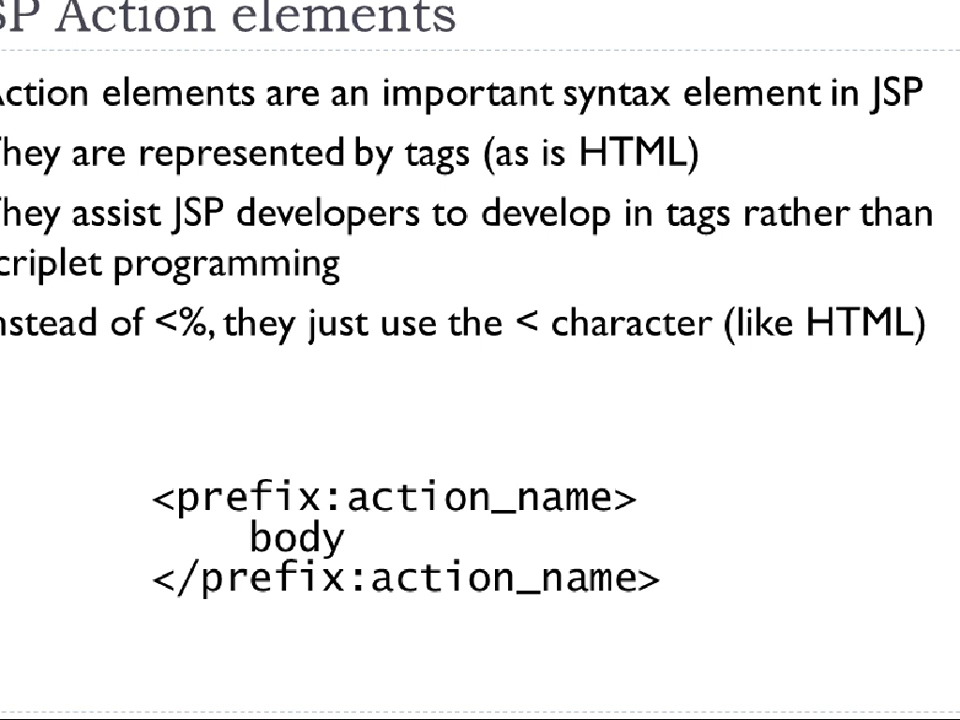 SP Action elements
Action elements are an important syntax element in JSP
They are represented by tags (as is HTML)
They assist JSP developers to develop in tags rather than
criplet programming
nstead of <%, they just use the < character (like HTML)
<prefix:action_name>
body
</prefix:action_name>